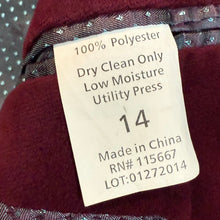 100% Polyester
Dry Clean Only
Low Moisture
Utility Press
14
Made in China
RN# 115667
LOT:01272014